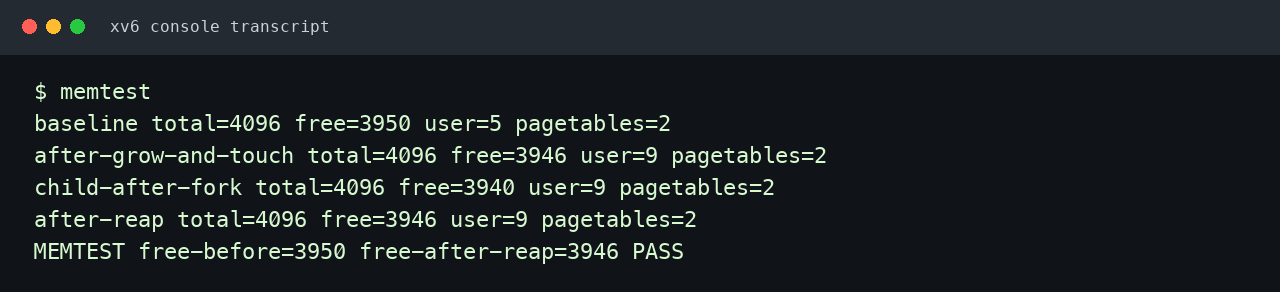 xv6 console transcript
$ memtest
baseline total=4096 free=3950 user=5 pagetables=2
after−grow−and−touch total=4096 free=3946 user=9 pagetables=2
child−after−fork total=4096 free=3940 user=9 pagetables=2
after−reap total=4096 free=3946 user=9 pagetables=2
MEMTEST free−before=3950 free−after−reap=3946 PASS